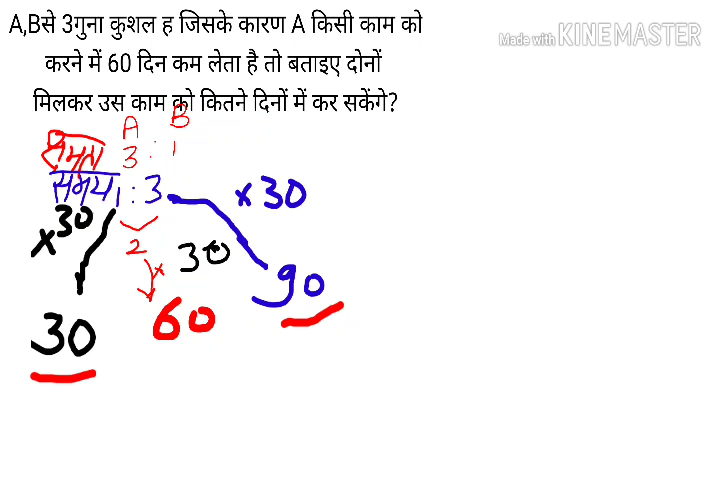 A,Bसे 3गुना कुशल ह जिसके कारण A किसी काम को
Made with KINEMASTER
करने में 60 दिन कम लेता है तो बताइए दोनों
मिलकर उस काम को कितने दिनों में कर सकेंगे?
A B
क्षमता 3 : 1
समय 1 : 3
×30
×30
2
× 30
60
90
30